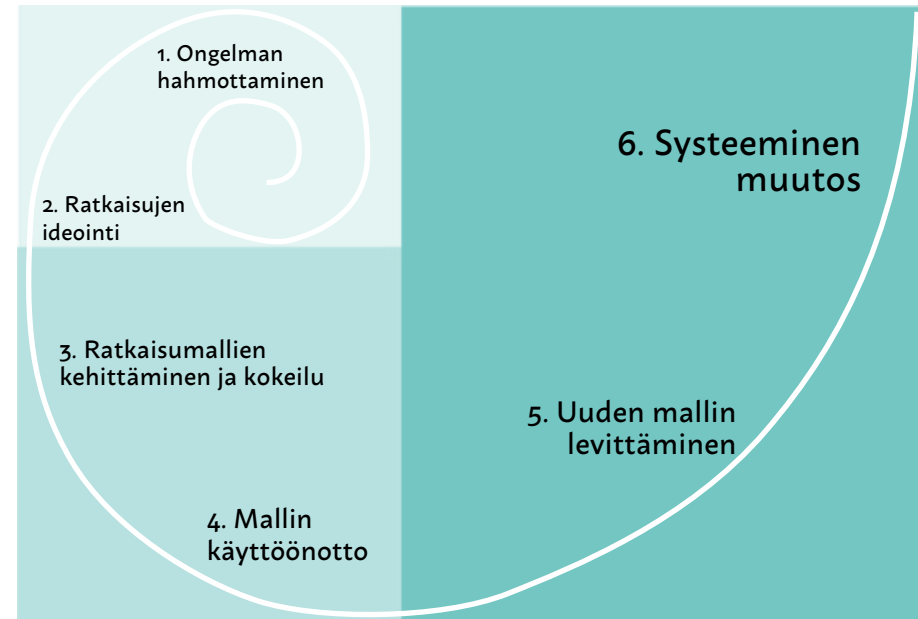 1. Ongelman
hahmottaminen
2. Ratkaisujen
ideointi
3. Ratkaisumallien
kehittäminen ja kokeilu
4. Mallin
käyttöönotto
5. Uuden mallin
levittäminen
6. Systeeminen
muutos